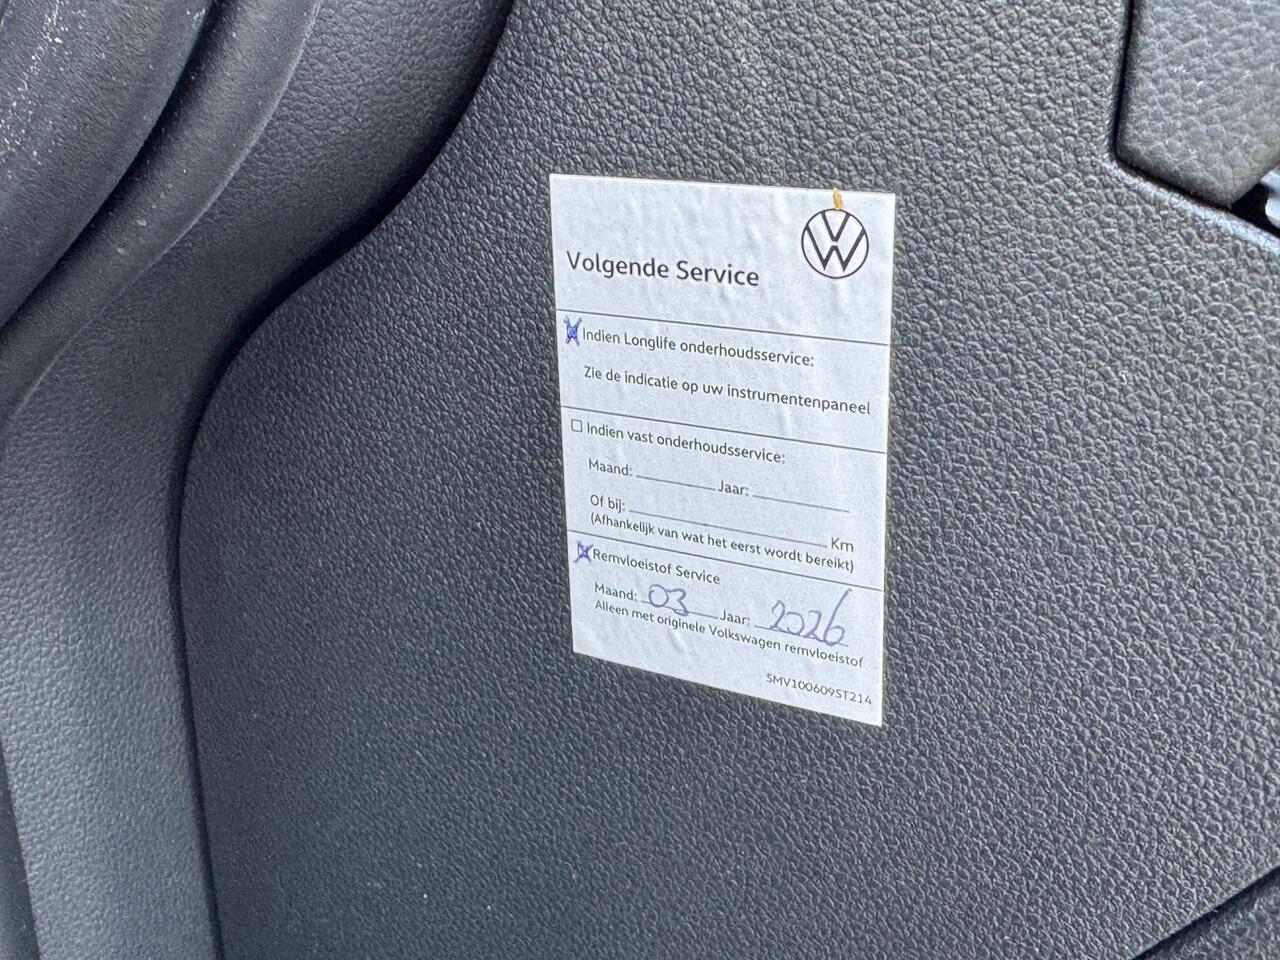 Volgende Service
Indien Longlife onderhoudsservice:
Zie de indicatie op uw instrumentenpaneel
Indien vast onderhoudsservice:
Maand: Jaar:
Of bij: Km
(Afhankelijk van wat het eerst wordt bereikt)
Remvloeistof Service
Maand: 03 Jaar: 2026
Alleen met originele Volkswagen remvloeistof
SMV100609ST214